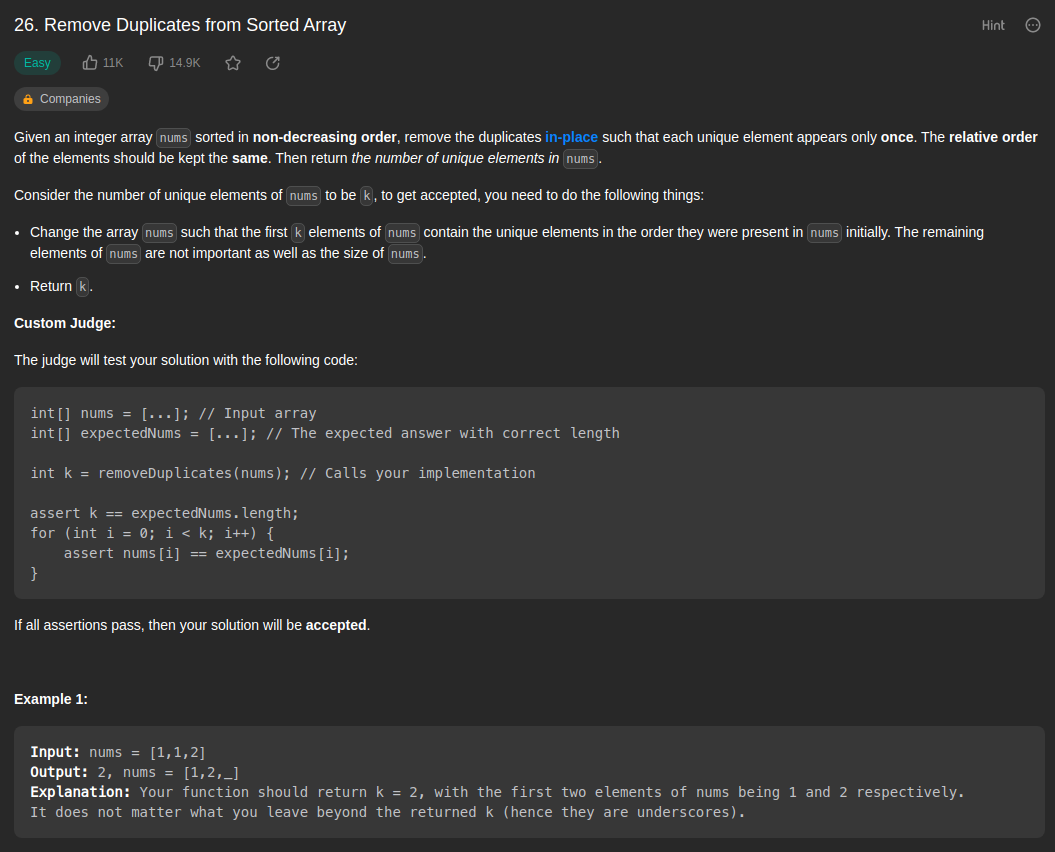 26. Remove Duplicates from Sorted Array
Hint
Easy 11K 14.9K
Companies
Given an integer array nums sorted in non-decreasing order, remove the duplicates in-place such that each unique element appears only once. The relative order
of the elements should be kept the same. Then return the number of unique elements in nums.
Consider the number of unique elements of nums to be k, to get accepted, you need to do the following things:
• Change the array nums such that the first k elements of nums contain the unique elements in the order they were present in nums initially. The remaining
elements of nums are not important as well as the size of nums.
• Return k.
Custom Judge:
The judge will test your solution with the following code:
int[] nums = [...]; // Input array
int[] expectedNums = [...]; // The expected answer with correct length
int k = removeDuplicates(nums); // Calls your implementation
assert k == expectedNums.length;
for (int i = 0; i < k; i++) {
    assert nums[i] == expectedNums[i];
}
If all assertions pass, then your solution will be accepted.
Example 1:
Input: nums = [1,1,2]
Output: 2, nums = [1,2,_]
Explanation: Your function should return k = 2, with the first two elements of nums being 1 and 2 respectively.
It does not matter what you leave beyond the returned k (hence they are underscores).